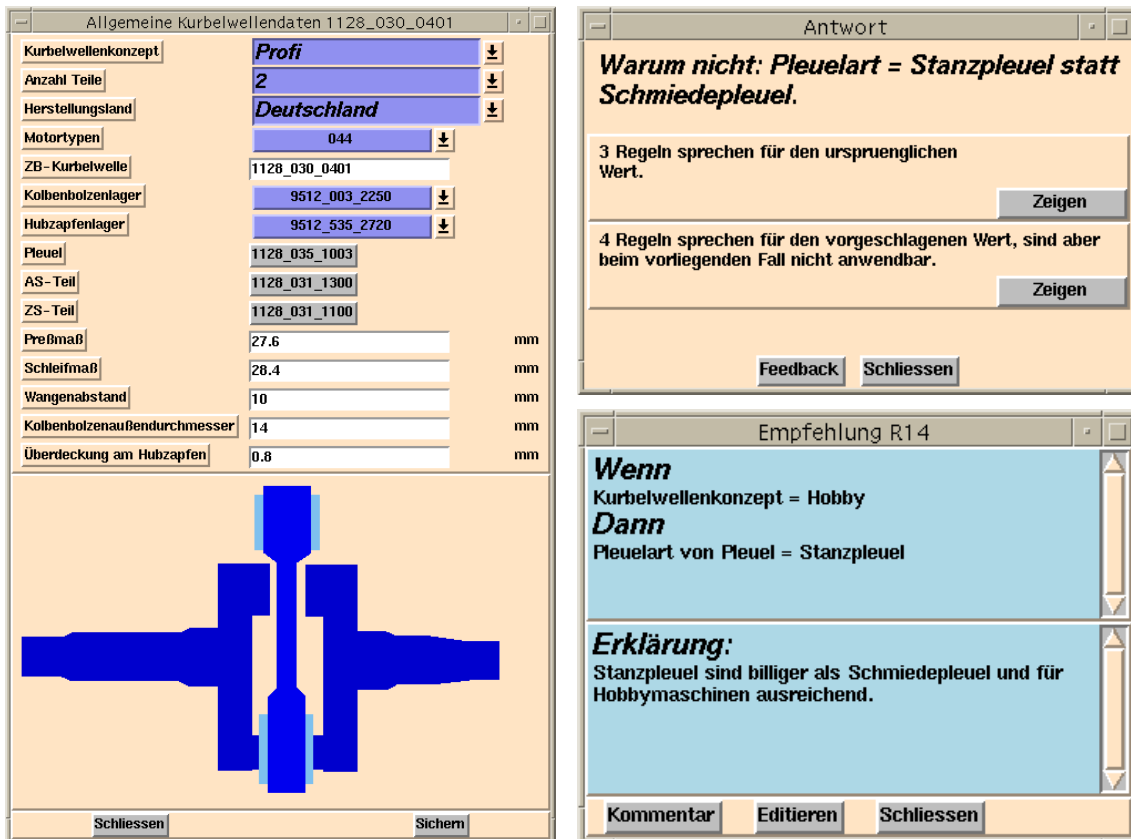 Allgemeine Kurbelwellendaten 1128_030_0401
Kurbelwellenkonzept Profi
Anzahl Teile 2
Herstellungsland Deutschland
Motortypen 044
ZB-Kurbelwelle 1128_030_0401
Kolbenbolzenlager 9512_003_2250
Hubzapfenlager 9512_535_2720
Pleuel 1128_035_1003
AS-Teil 1128_031_1300
ZS-Teil 1128_031_1100
Preßmaß 27.6 mm
Schleifmaß 28.4 mm
Wangenabstand 10 mm
Kolbenbolzenaußendurchmesser 14 mm
Überdeckung am Hubzapfen 0.8 mm
Schliessen Sichern
Antwort
Warum nicht: Pleuelart = Stanzpleuel statt
Schmiedepleuel.
3 Regeln sprechen für den urspruenglichen
Wert.
Zeigen
4 Regeln sprechen für den vorgeschlagenen Wert, sind aber
beim vorliegenden Fall nicht anwendbar.
Zeigen
Feedback Schliessen
Empfehlung R14
Wenn
Kurbelwellenkonzept = Hobby
Dann
Pleuelart von Pleuel = Stanzpleuel
Erklärung:
Stanzpleuel sind billiger als Schmiedepleuel und für
Hobbymaschinen ausreichend.
Kommentar Editieren Schliessen